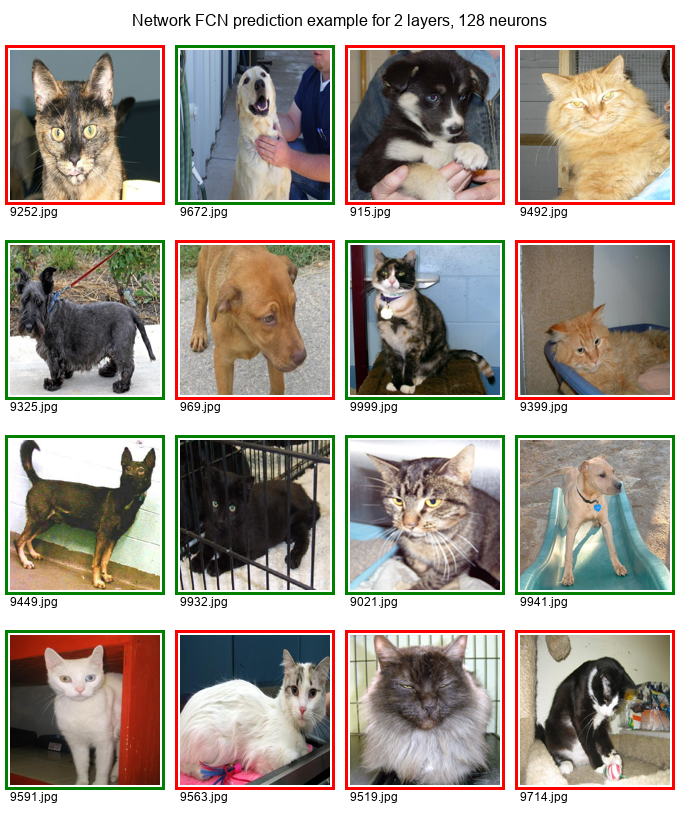 Network FCN prediction example for 2 layers, 128 neurons
9252.jpg
9672.jpg
915.jpg
9492.jpg
9325.jpg
969.jpg
9999.jpg
9399.jpg
9449.jpg
9932.jpg
9021.jpg
9941.jpg
9591.jpg
9563.jpg
9519.jpg
9714.jpg